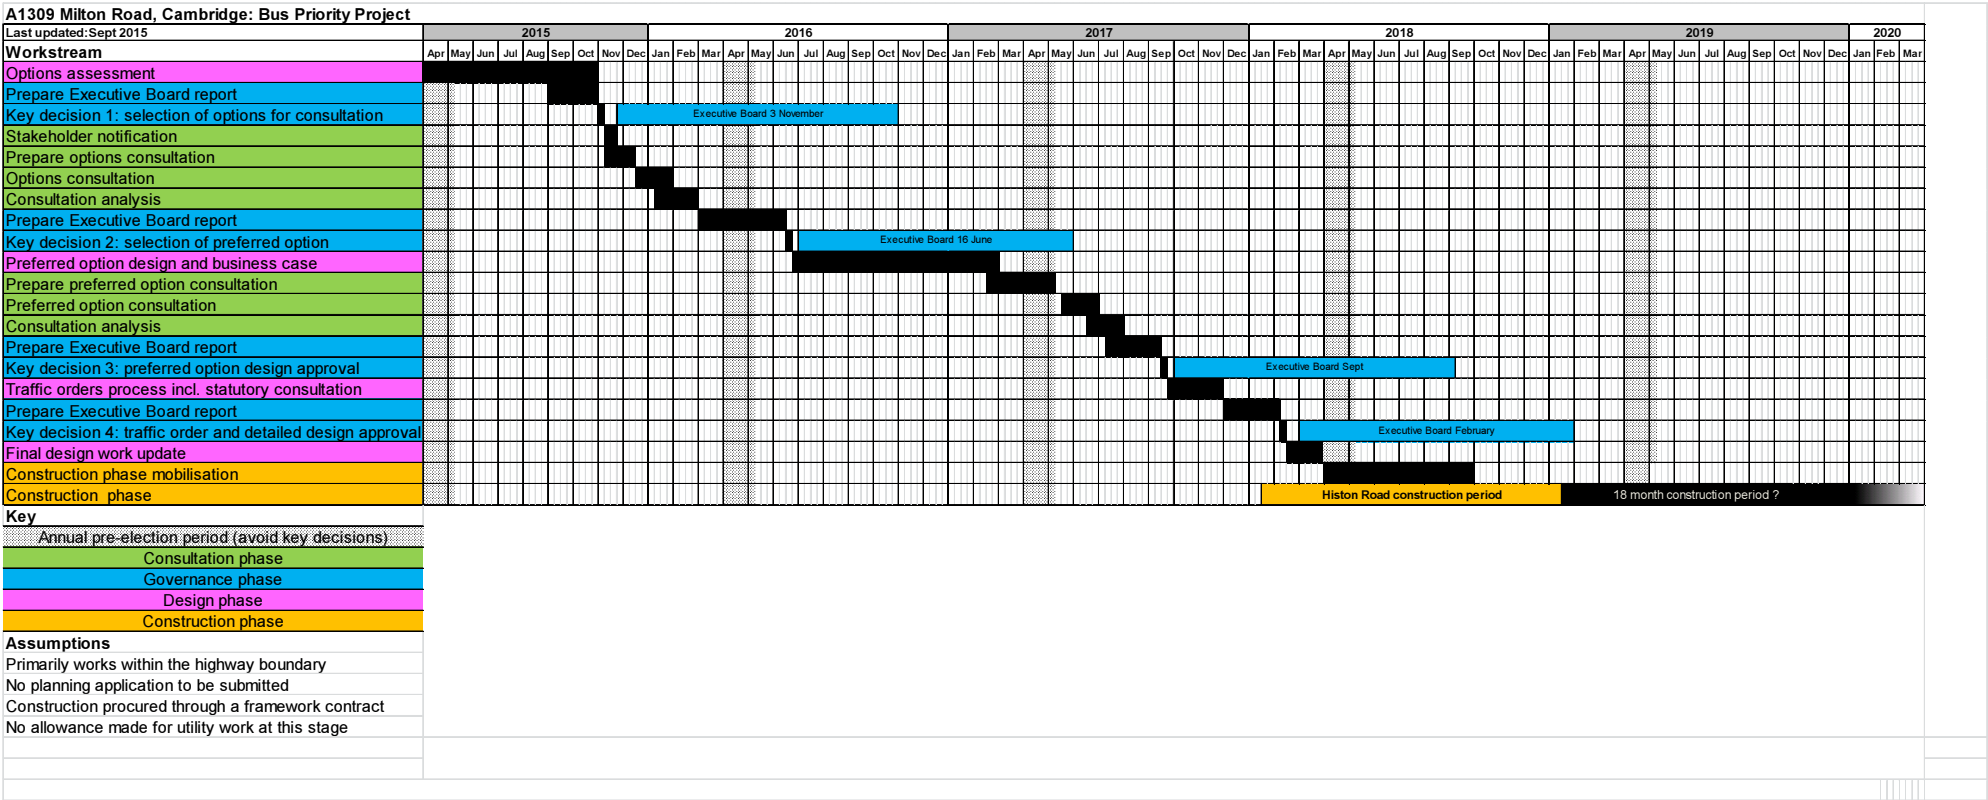 A1309 Milton Road, Cambridge: Bus Priority Project
Last updated:Sept 2015 2015 2016 2017 2018 2019 2020
Workstream Apr May Jun Jul Aug Sep Oct Nov Dec Jan Feb Mar Apr May Jun Jul Aug Sep Oct Nov Dec Jan Feb Mar Apr May Jun Jul Aug Sep Oct Nov Dec Jan Feb Mar Apr May Jun Jul Aug Sep Oct Nov Dec Jan Feb Mar Apr May Jun Jul Aug Sep Oct Nov Dec Jan Feb Mar
Options assessment
Prepare Executive Board report
Key decision 1: selection of options for consultation Executive Board 3 November
Stakeholder notification
Prepare options consultation
Options consultation
Consultation analysis
Prepare Executive Board report
Key decision 2: selection of preferred option Executive Board 16 June
Preferred option design and business case
Prepare preferred option consultation
Preferred option consultation
Consultation analysis
Prepare Executive Board report
Key decision 3: preferred option design approval Executive Board Sept
Traffic orders process incl. statutory consultation
Prepare Executive Board report
Key decision 4: traffic order and detailed design approval Executive Board February
Final design work update
Construction phase mobilisation
Construction phase Histon Road construction period 18 month construction period ?
Key
Annual pre-election period (avoid key decisions)
Consultation phase
Governance phase
Design phase
Construction phase
Assumptions
Primarily works within the highway boundary
No planning application to be submitted
Construction procured through a framework contract
No allowance made for utility work at this stage